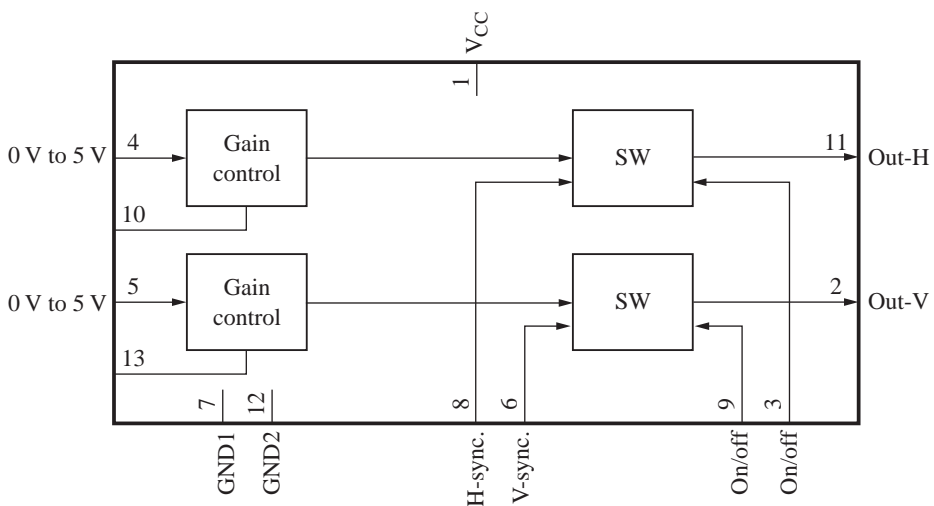 VCC
1
0 V to 5 V
4
Gain
control
SW
11
Out-H
10
0 V to 5 V
5
Gain
control
SW
2
Out-V
13
7
12
8
6
9
3
GND1
GND2
H-sync.
V-sync.
On/off
On/off